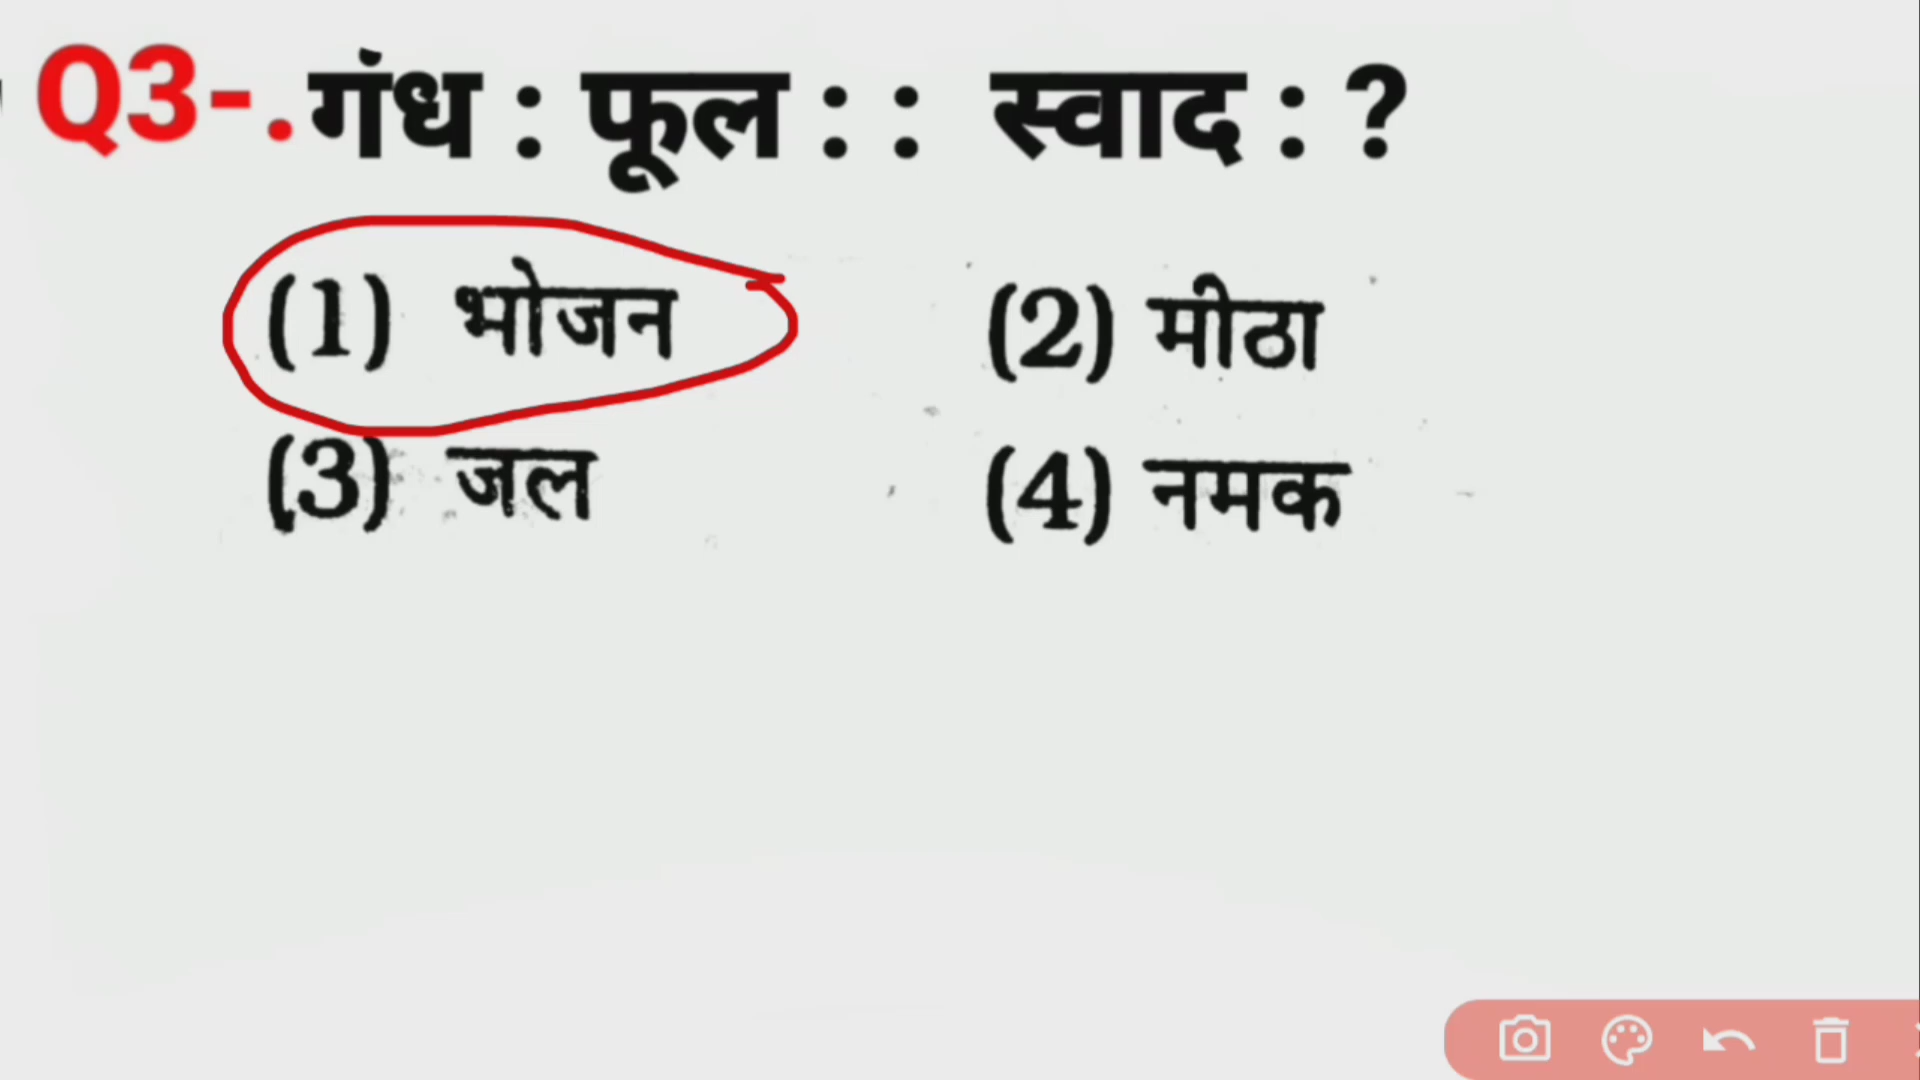 Q3-. गंध : फूल : : स्वाद : ?
(1) भोजन (2) मीठा
(3) जल (4) नमक